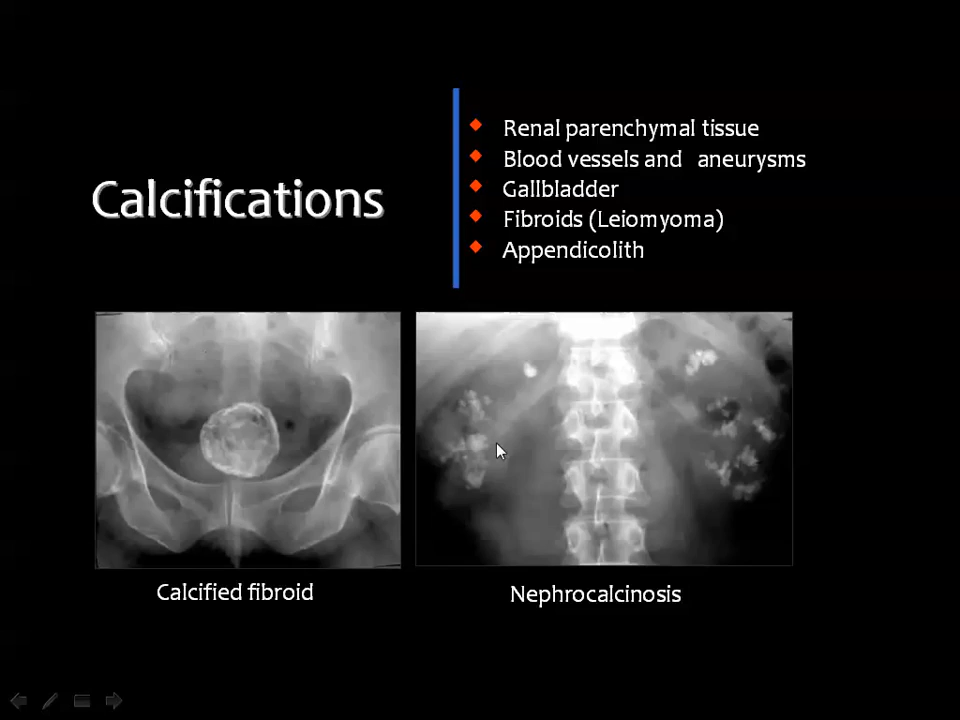 Calcifications
Renal parenchymal tissue
Blood vessels and aneurysms
Gallbladder
Fibroids (Leiomyoma)
Appendicolith
Calcified fibroid
Nephrocalcinosis